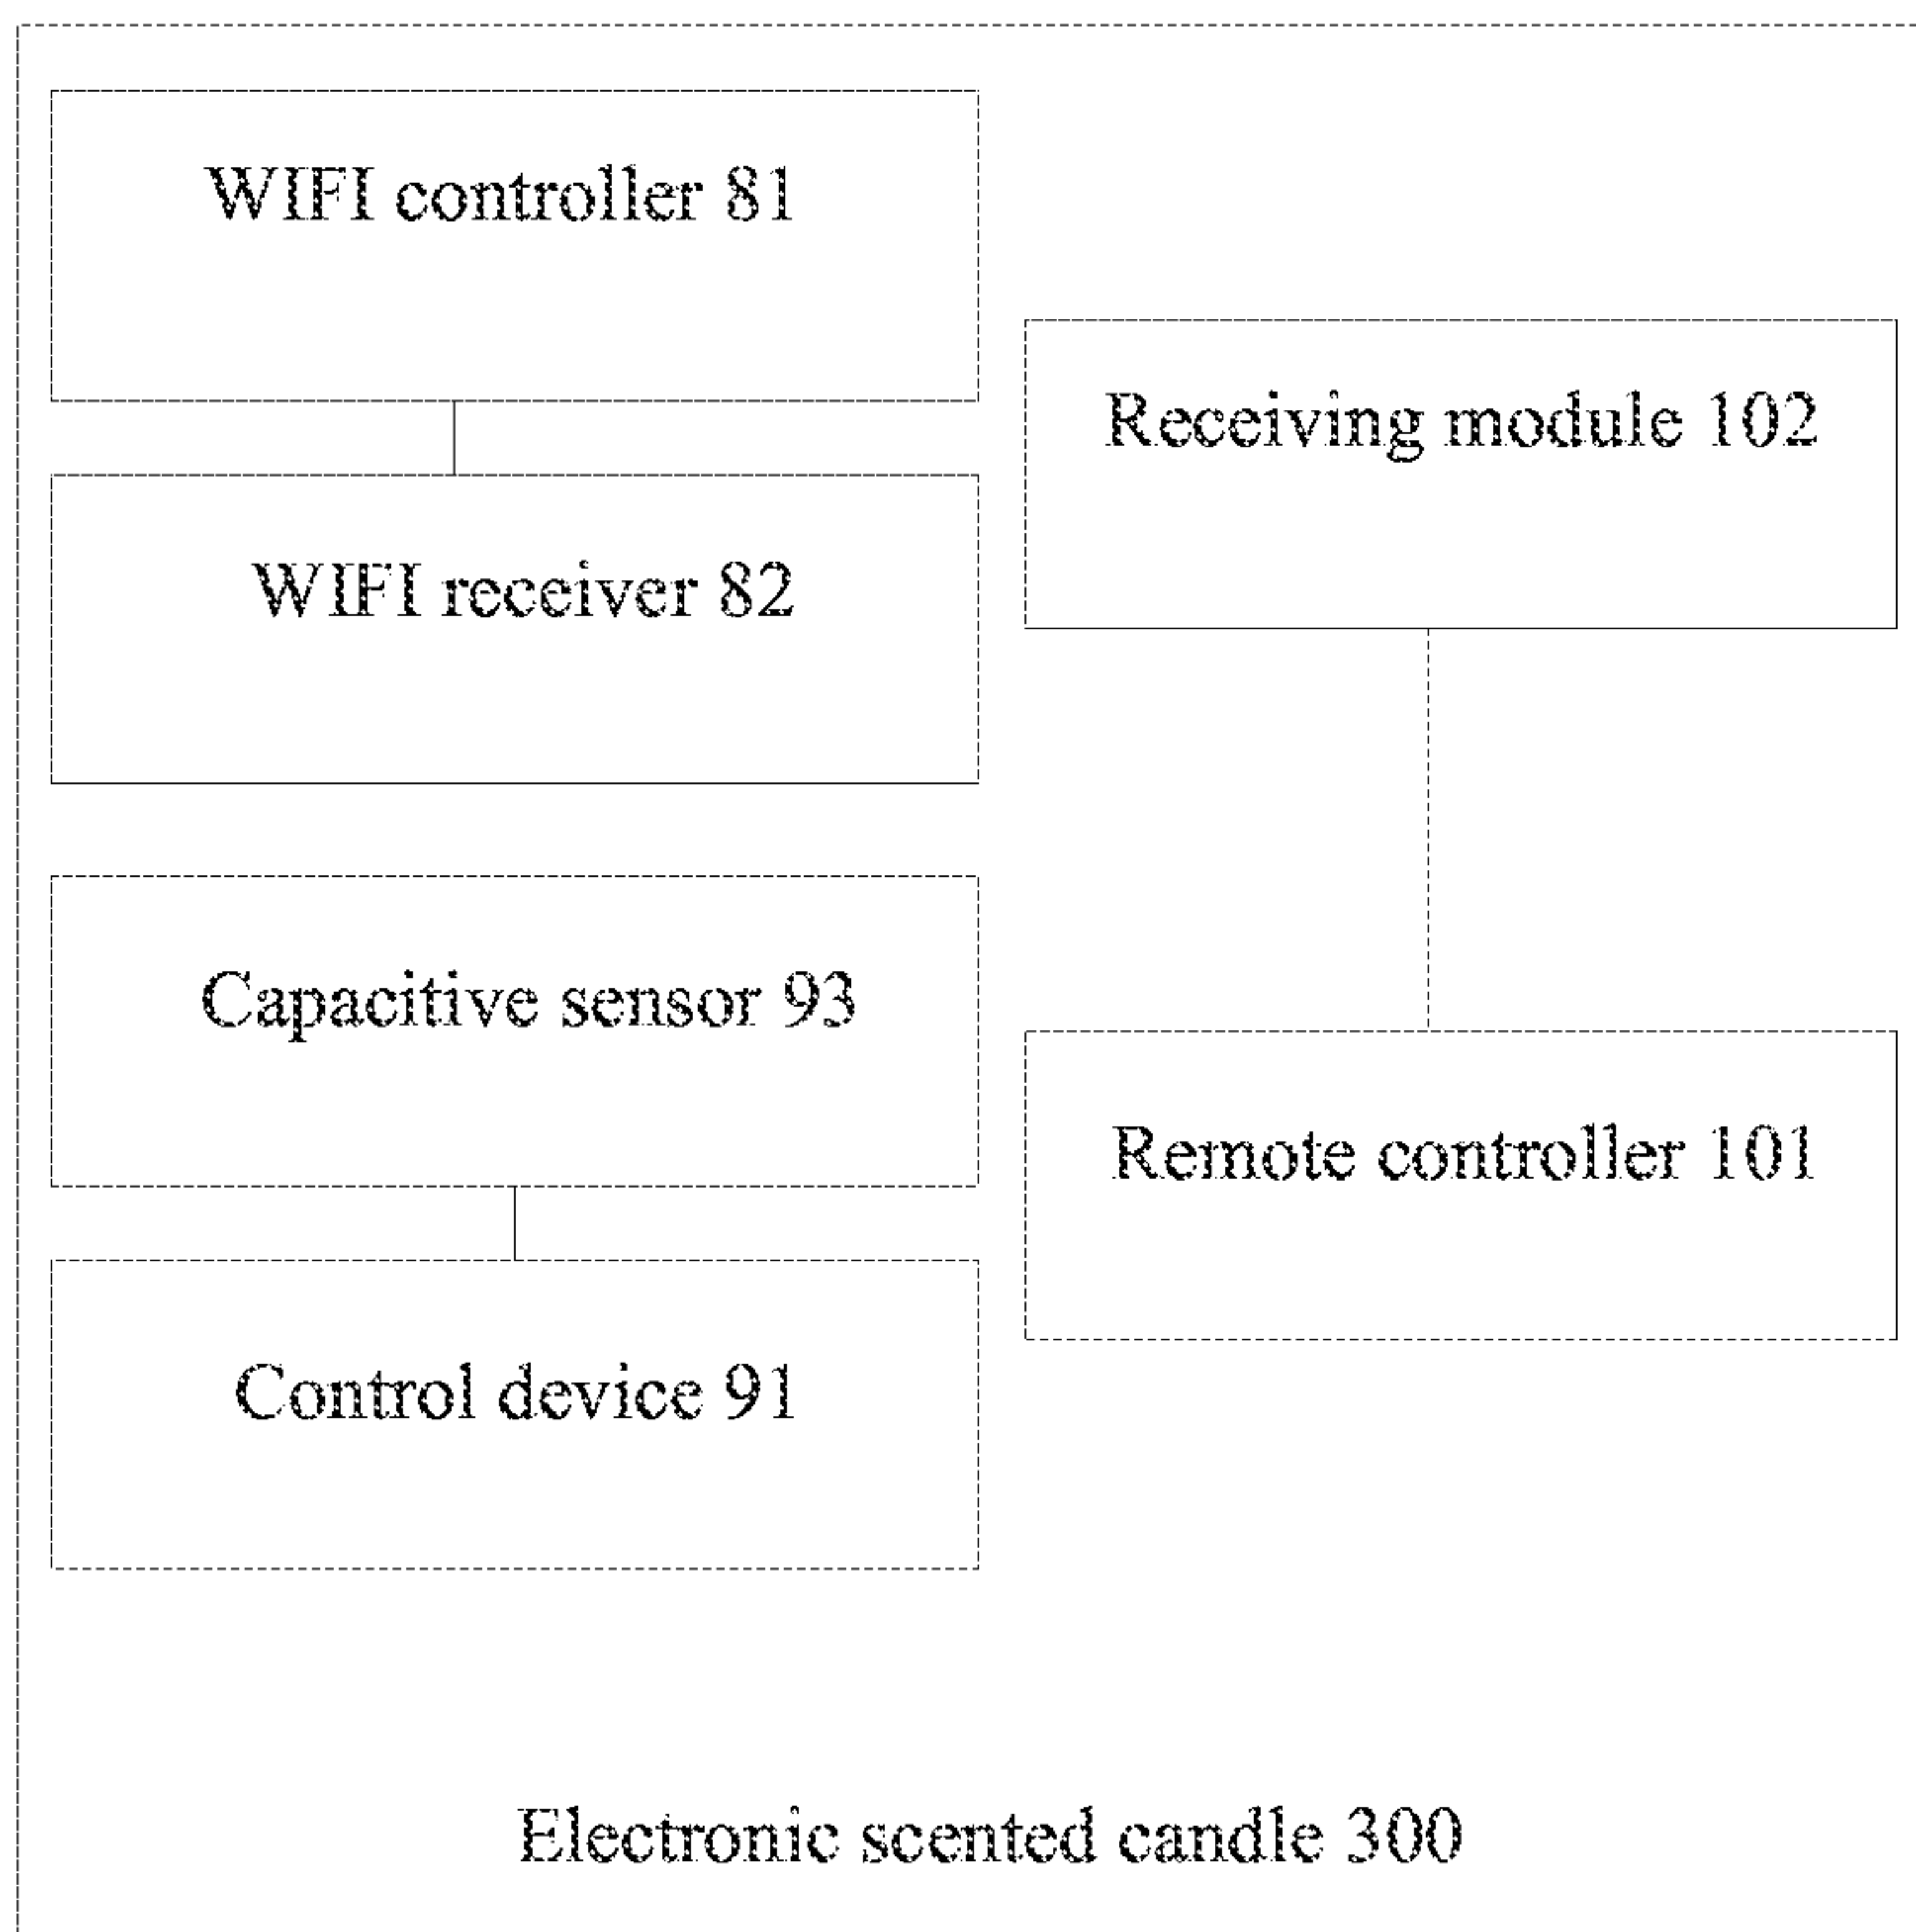 WIFI controller 81
WIFI receiver 82
Capacitive sensor 93
Control device 91
Receiving module 102
Remote controller 101
Electronic scented candle 300